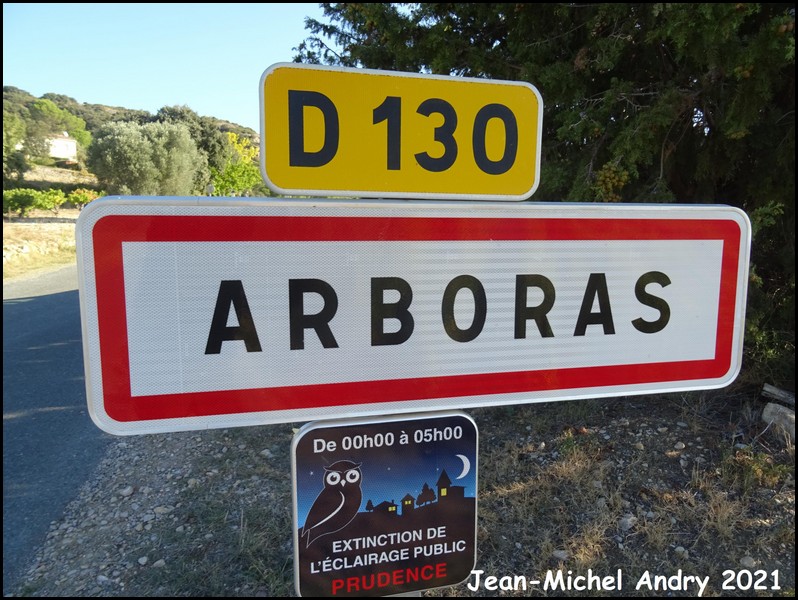 D 130
ARBORAS
De 00h00 à 05h00
EXTINCTION DE
L'ÉCLAIRAGE PUBLIC
PRUDENCE
Jean-Michel Andry 2021